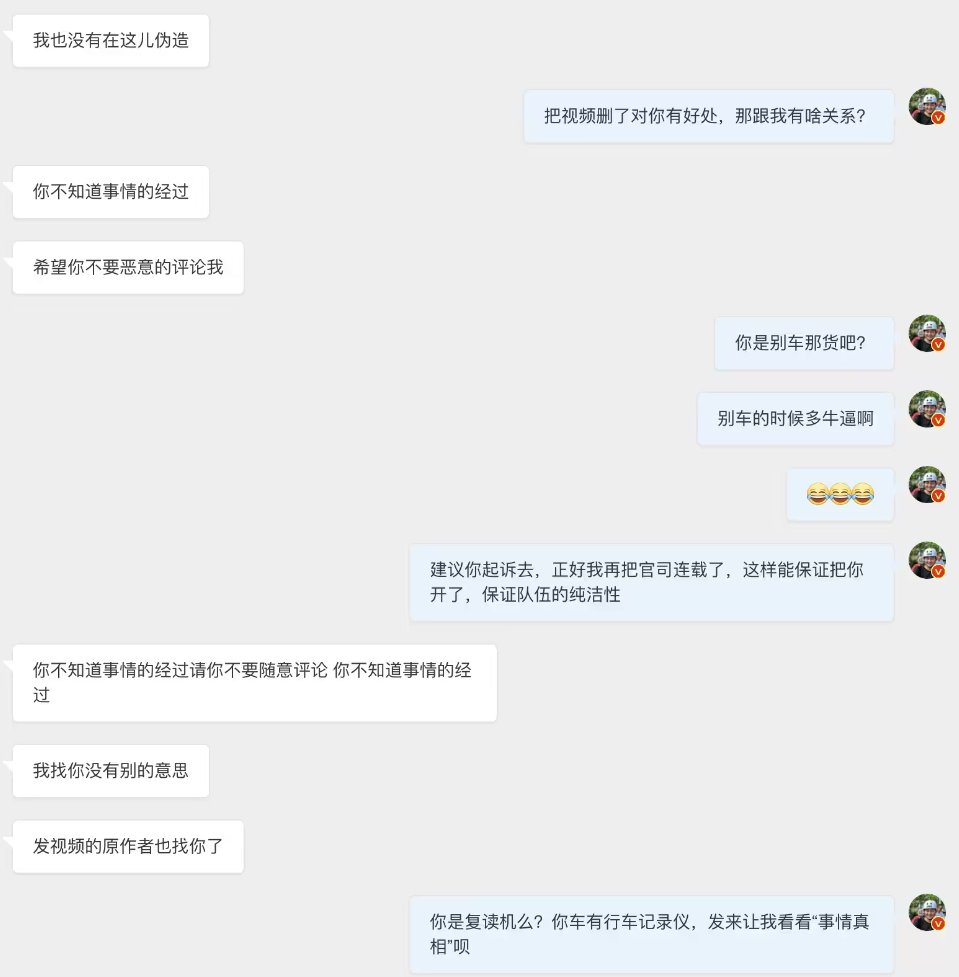 我也没有在这儿伪造
把视频删了对你有好处，那跟我有啥关系？
你不知道事情的经过
希望你不要恶意的评论我
你是别车那货吧？
别车的时候多牛逼啊
😂😂😂
建议你起诉去，正好我再把官司连载了，这样能保证把你
开了，保证队伍的纯洁性
你不知道事情的经过请你不要随意评论 你不知道事情的经
过
我找你没有别的意思
发视频的原作者也找你了
你是复读机么？你车有行车记录仪，发来让我看看“事情真
相”呗